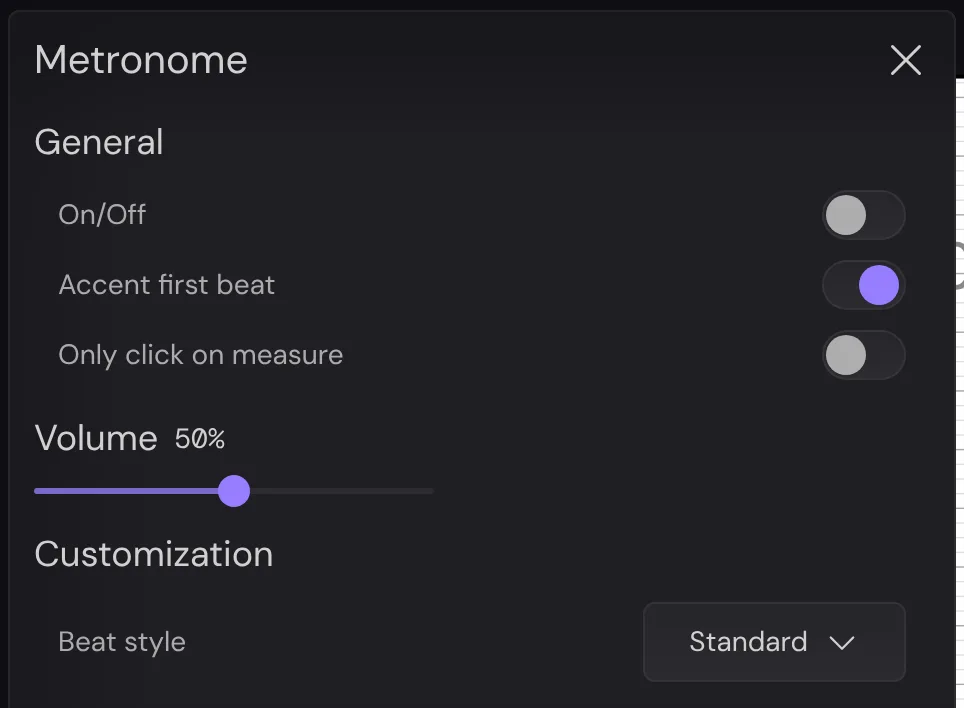 Metronome
General
On/Off
Accent first beat
Only click on measure
Volume 50%
Customization
Beat style
Standard